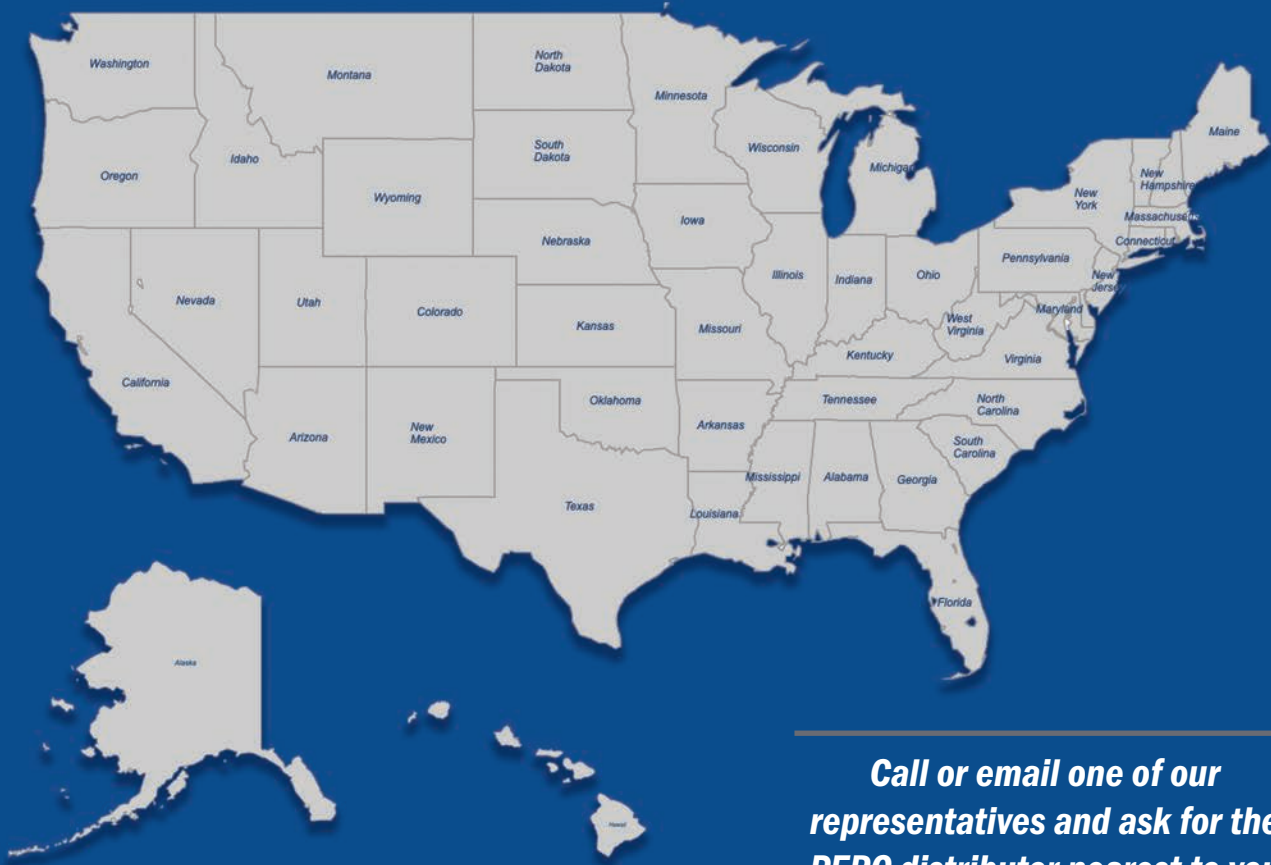 Washington
Montana
North
Dakota
Minnesota
Maine
Oregon
Idaho
South
Dakota
Wisconsin
Michigan
New
Hampshire
Wyoming
New
York
Massachusetts
Iowa
Nebraska
Connecticut
Pennsylvania
Illinois
Indiana
Ohio
New
Jersey
Nevada
Utah
Colorado
Kansas
Missouri
West
Virginia
Maryland
Kentucky
Virginia
California
Oklahoma
Tennessee
North
Carolina
Arizona
New
Mexico
Arkansas
South
Carolina
Mississippi
Alabama
Georgia
Texas
Louisiana
Florida
Alaska
Hawaii
Call or email one of our
representatives and ask for the
distributor nearest to